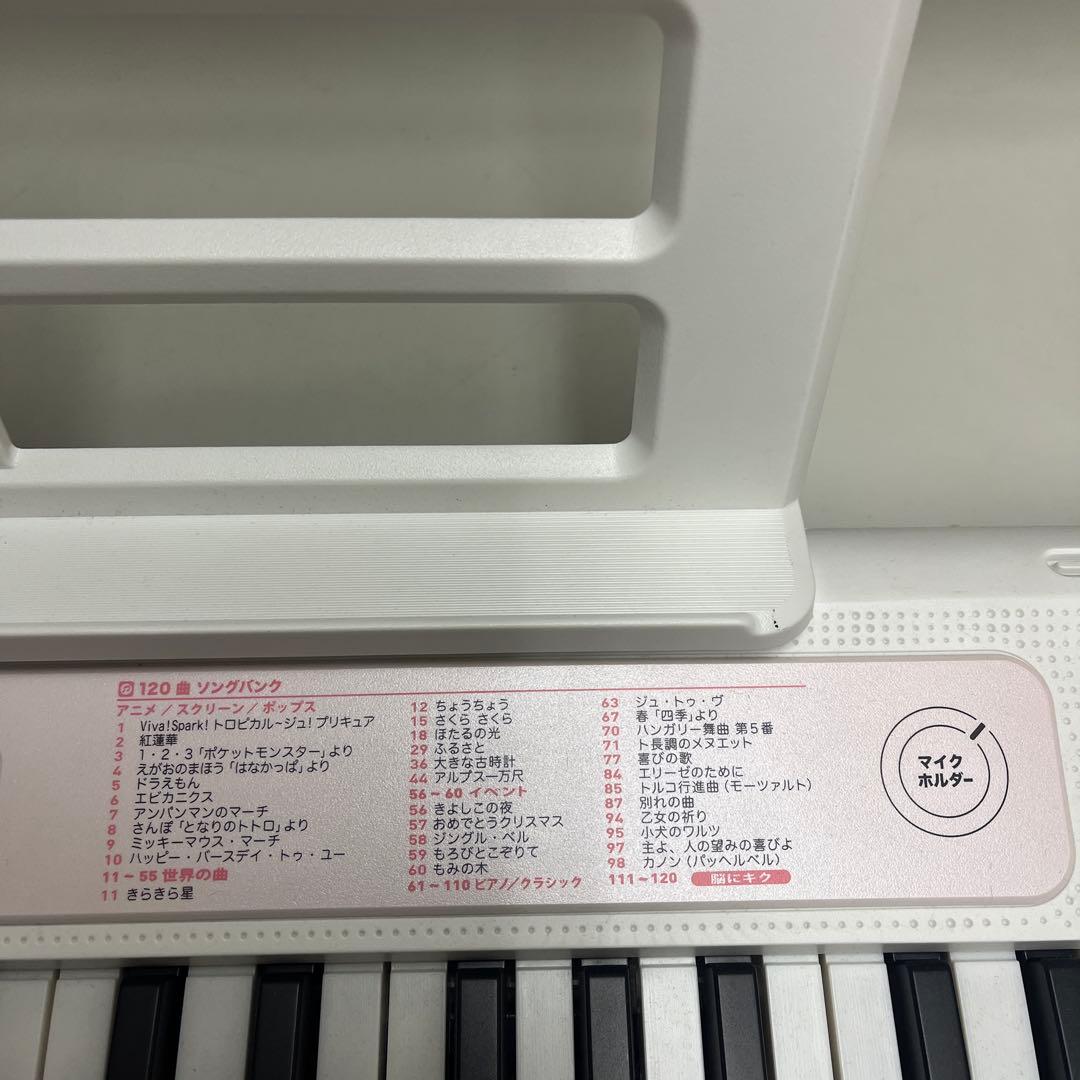 120 曲 ソングバンク
アニメ／スクリーン／ポップス
1 Viva!Spark! トロピカル～ジュ! プリキュア
2 紅蓮華
3 1・2・3「ポケットモンスター」より
4 えがおのまほう「はなかっぱ」より
5 ドラえもん
6 エビカニクス
7 アンパンマンのマーチ
8 さんぽ「となりのトトロ」より
9 ミッキーマウス・マーチ
10 ハッピー・バースデイ・トゥ・ユー
11～55 世界の曲
11 きらきら星
12 ちょうちょう
15 さくら さくら
18 ほたるの光
29 ふるさと
36 大きな古時計
44 アルプス一万尺
56～60 イベント
56 きよしこの夜
57 おめでとうクリスマス
58 ジングル・ベル
59 もろびとこぞりて
60 もみの木
61～110 ピアノ／クラシック
63 ジュ・トゥ・ヴ
67 春「四季」より
70 ハンガリー舞曲 第5番
71 ト長調のメヌエット
77 喜びの歌
84 エリーゼのために
85 トルコ行進曲（モーツァルト）
87 別れの曲
94 乙女の祈り
95 小犬のワルツ
97 主よ、人の望みの喜びよ
98 カノン（パッヘルベル）
111～120 脳にキク
マイク
ホルダー